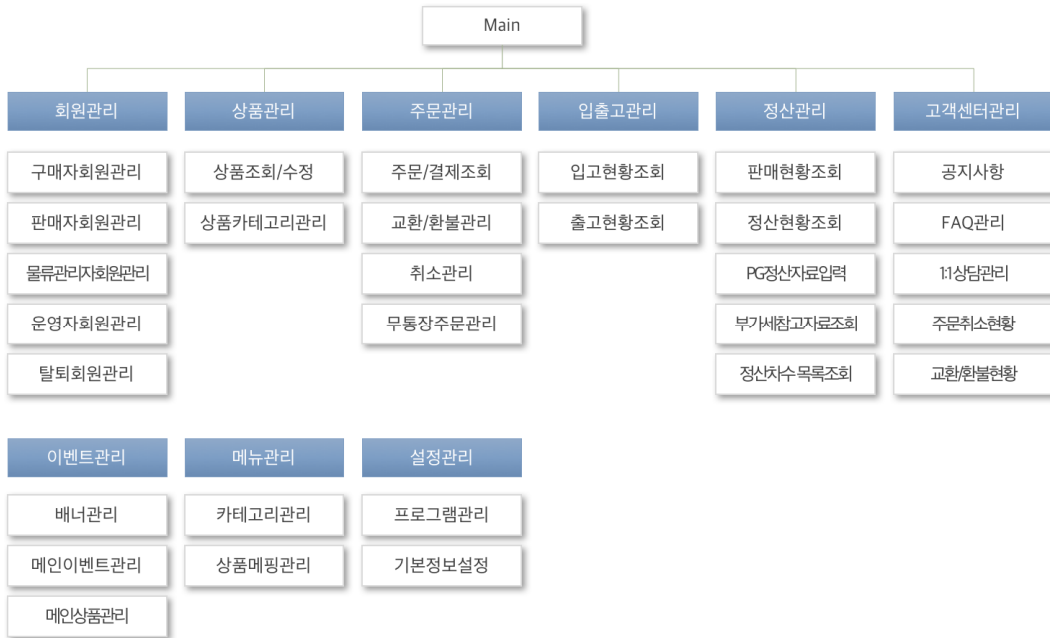 Main
회원관리
상품관리
주문관리
입출고관리
정산관리
고객센터관리
구매자회원관리
상품조회/수정
주문/결제조회
입고현황조회
판매현황조회
공지사항
판매자회원관리
상품카테고리관리
교환/환불관리
출고현황조회
정산현황조회
FAQ관리
물류관리자회원관리
취소관리
PG정산자료입력
1:1상담관리
운영자회원관리
무통장주문관리
부가세참고자료조회
주문취소현황
탈퇴회원관리
정산차수 목록조회
교환/환불현황
이벤트관리
메뉴관리
설정관리
배너관리
카테고리관리
프로그램관리
메인이벤트관리
상품메핑관리
기본정보설정
메인상품관리